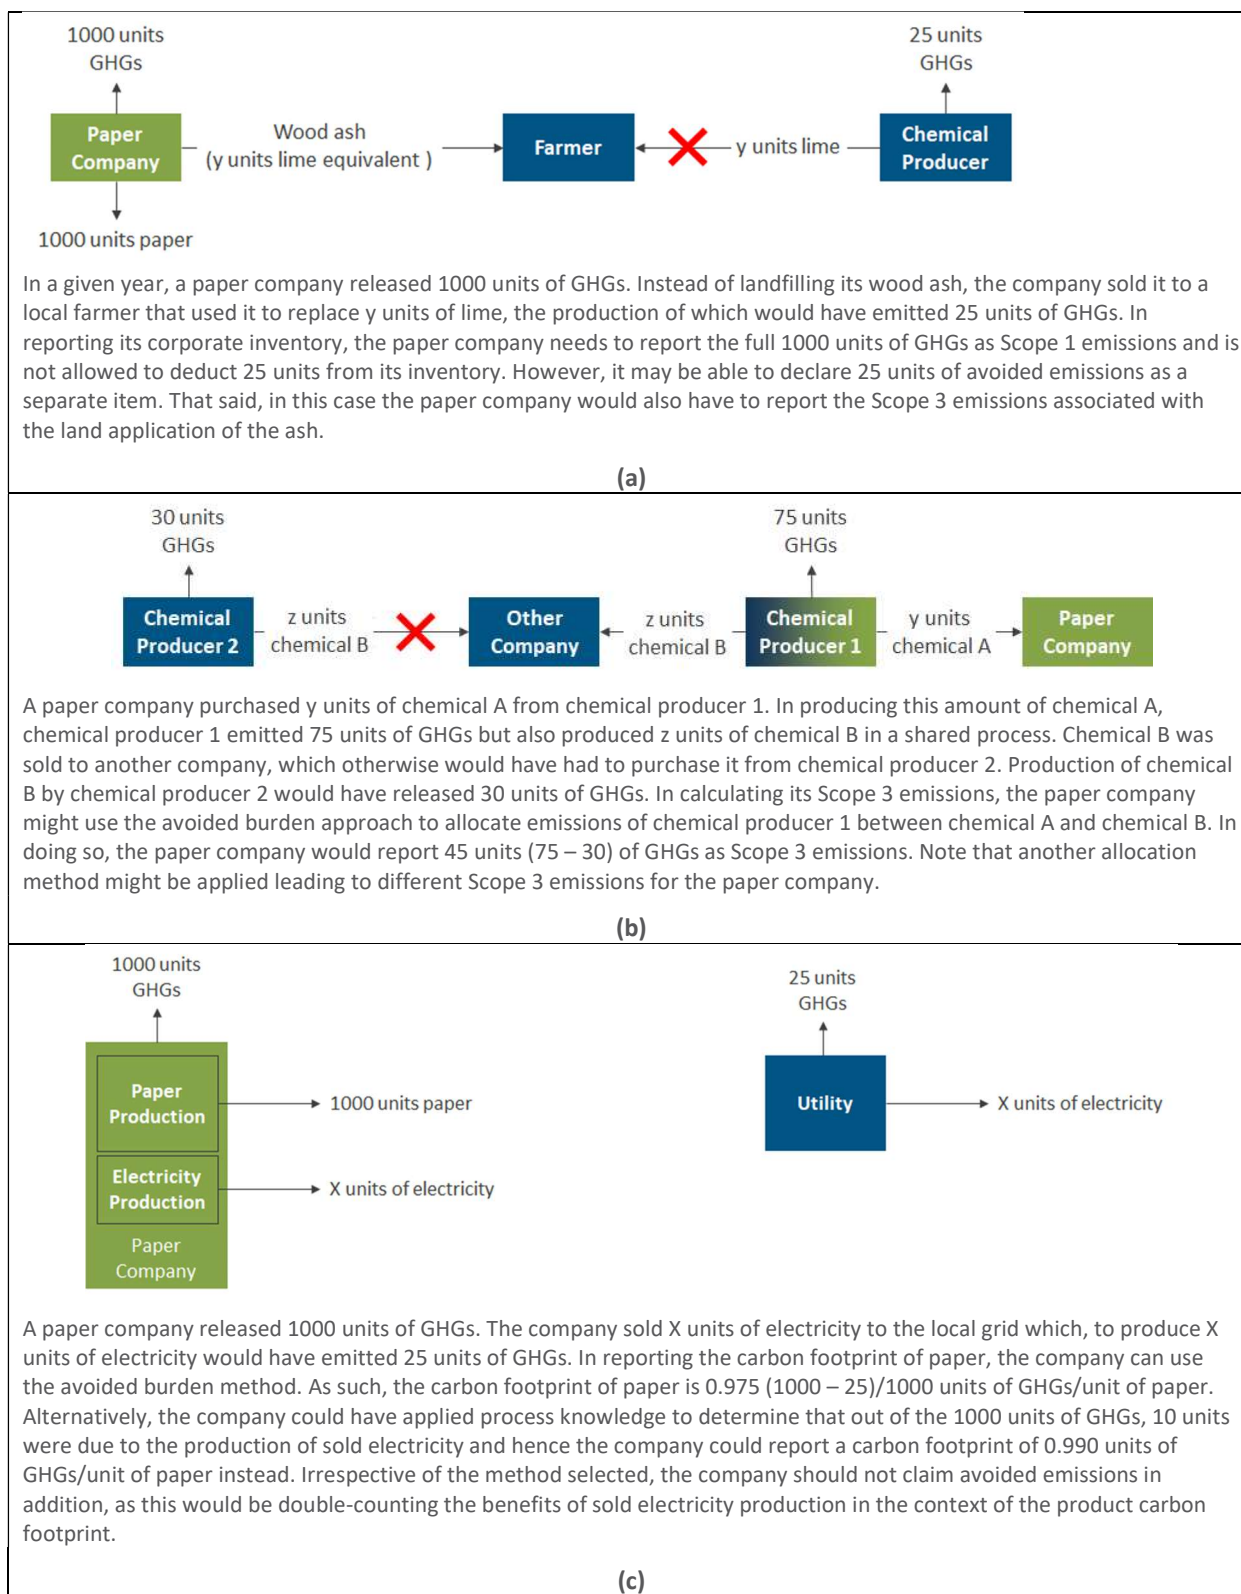 1000 units
GHGs
25 units
GHGs
Paper
Company
Wood ash
(y units lime equivalent )
Farmer
y units lime
Chemical
Producer
1000 units paper
In a given year, a paper company released 1000 units of GHGs. Instead of landfilling its wood ash, the company sold it to a
local farmer that used it to replace y units of lime, the production of which would have emitted 25 units of GHGs. In
reporting its corporate inventory, the paper company needs to report the full 1000 units of GHGs as Scope 1 emissions and is
not allowed to deduct 25 units from its inventory. However, it may be able to declare 25 units of avoided emissions as a
separate item. That said, in this case the paper company would also have to report the Scope 3 emissions associated with
the land application of the ash.
(a)
30 units
GHGs
75 units
GHGs
Chemical
Producer 2
z units
chemical B
Other
Company
z units
chemical B
Chemical
Producer 1
y units
chemical A
Paper
Company
A paper company purchased y units of chemical A from chemical producer 1. In producing this amount of chemical A,
chemical producer 1 emitted 75 units of GHGs but also produced z units of chemical B in a shared process. Chemical B was
sold to another company, which otherwise would have had to purchase it from chemical producer 2. Production of chemical
B by chemical producer 2 would have released 30 units of GHGs. In calculating its Scope 3 emissions, the paper company
might use the avoided burden approach to allocate emissions of chemical producer 1 between chemical A and chemical B. In
doing so, the paper company would report 45 units (75 – 30) of GHGs as Scope 3 emissions. Note that another allocation
method might be applied leading to different Scope 3 emissions for the paper company.
(b)
1000 units
GHGs
25 units
GHGs
Paper
Production
1000 units paper
Utility
X units of electricity
Electricity
Production
X units of electricity
Paper
Company
A paper company released 1000 units of GHGs. The company sold X units of electricity to the local grid which, to produce X
units of electricity would have emitted 25 units of GHGs. In reporting the carbon footprint of paper, the company can use
the avoided burden method. As such, the carbon footprint of paper is 0.975 (1000 – 25)/1000 units of GHGs/unit of paper.
Alternatively, the company could have applied process knowledge to determine that out of the 1000 units of GHGs, 10 units
were due to the production of sold electricity and hence the company could report a carbon footprint of 0.990 units of
GHGs/unit of paper instead. Irrespective of the method selected, the company should not claim avoided emissions in
addition, as this would be double-counting the benefits of sold electricity production in the context of the product carbon
footprint.
(c)